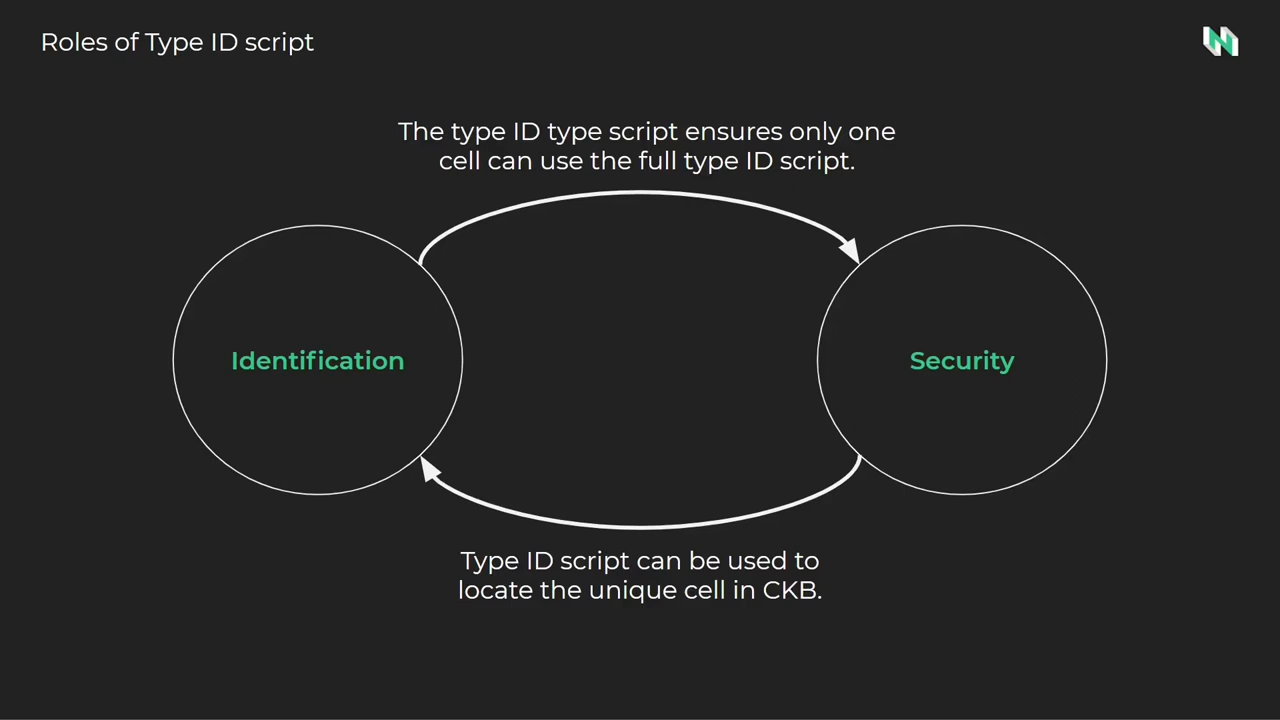 Roles of Type ID script
The type ID type script ensures only one
cell can use the full type ID script.
Identification
Security
Type ID script can be used to
locate the unique cell in CKB.